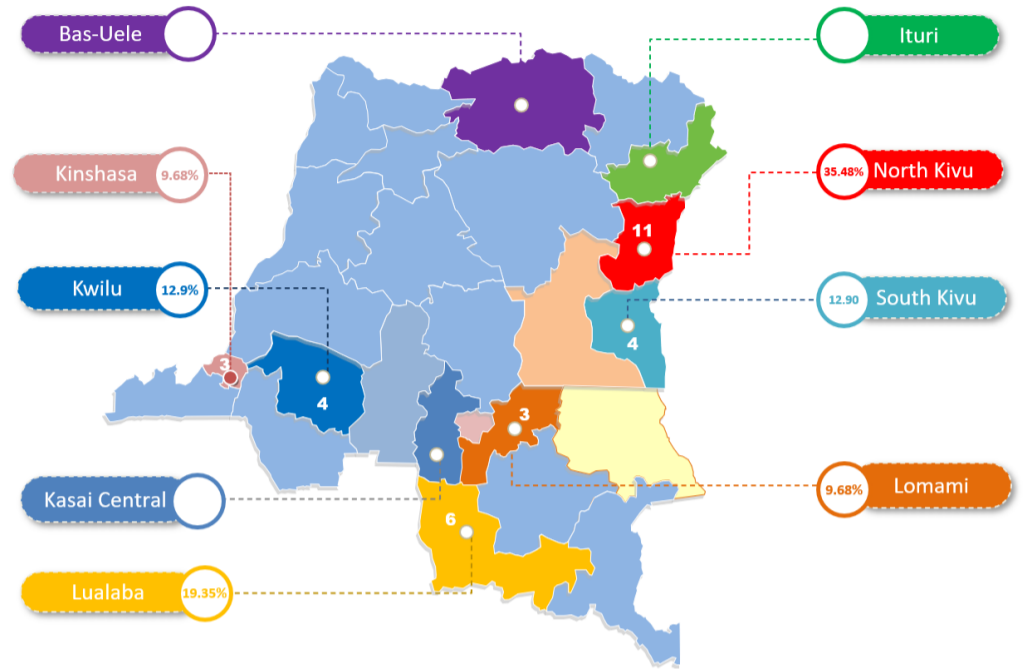 Bas-Uele
Ituri
Kinshasa 9.68%
35.48% North Kivu
11
Kwilu 12.9%
12.90 South Kivu
4
3
4
3
Kasai Central
9.68% Lomami
6
Lualaba 19.35%